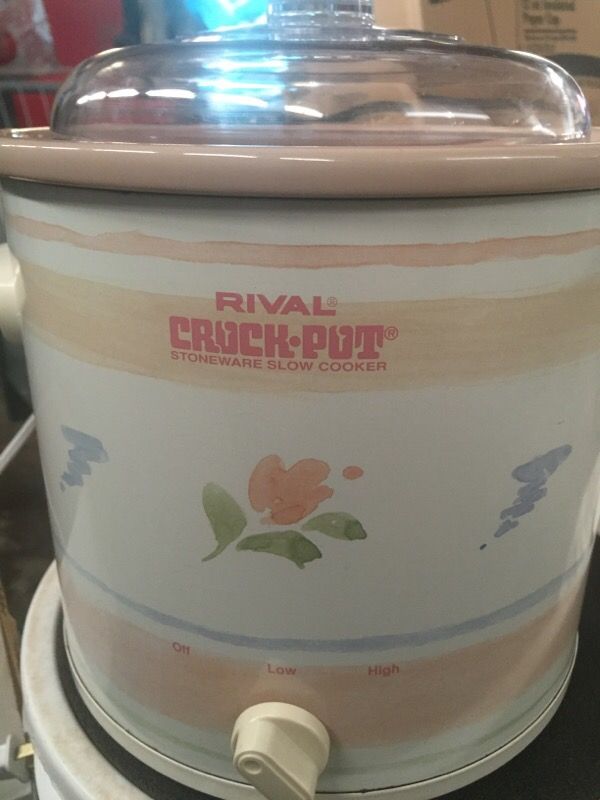 RIVAL®
CROCK•POT®
STONEWARE SLOW COOKER
Off
Low
High